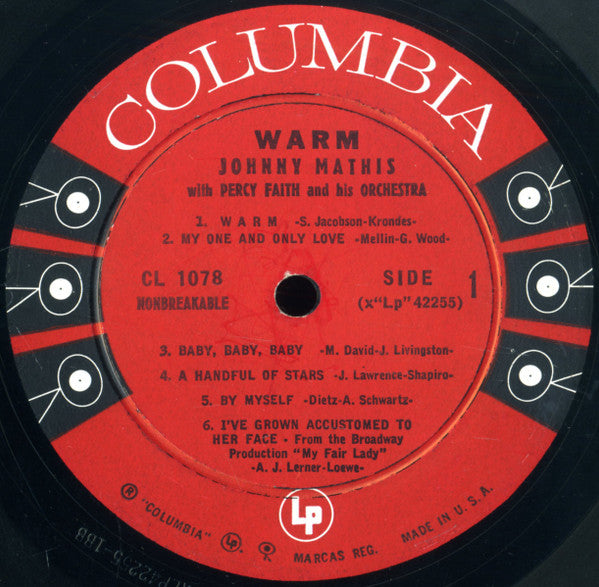 COLUMBIA
WARM
JOHNNY MATHIS
with PERCY FAITH and his ORCHESTRA
1. WARM -S. Jacobson-Krondes-
2. MY ONE AND ONLY LOVE -Mellin-G. Wood-
CL 1078
NONBREAKABLE
SIDE 1
(x"Lp" 42255)
3. BABY, BABY, BABY -M. David-J. Livingston-
4. A HANDFUL OF STARS -J. Lawrence-Shapiro-
5. BY MYSELF -Dietz-A. Schwartz-
6. I'VE GROWN ACCUSTOMED TO
HER FACE - From the Broadway
Production "My Fair Lady"
-A. J. Lerner-Loewe-
Lp
® "COLUMBIA" ℗ MARCAS REG. MADE IN U.S.A.